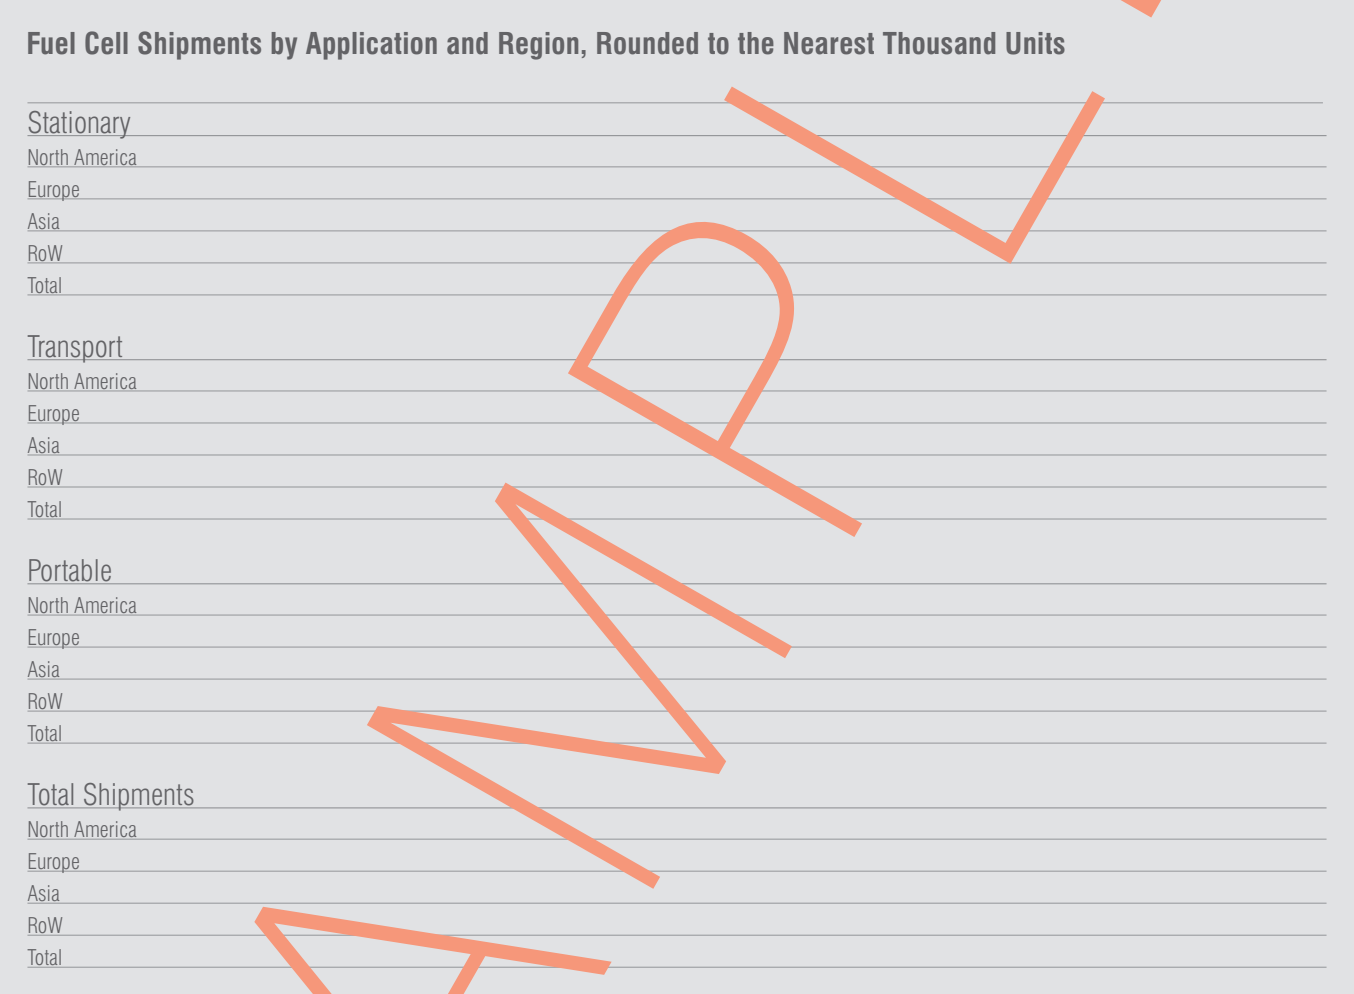 Fuel Cell Shipments by Application and Region, Rounded to the Nearest Thousand Units
Stationary
North America
Europe
Asia
RoW
Total
Transport
North America
Europe
Asia
RoW
Total
Portable
North America
Europe
Asia
RoW
Total
Total Shipments
North America
Europe
Asia
RoW
Total
AMPL